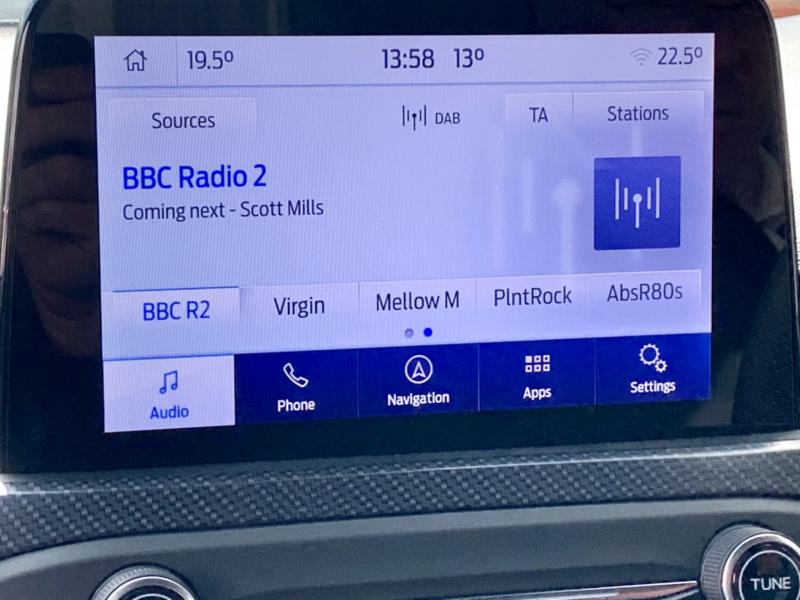 19.5º 13:58 13º 22.5º
Sources DAB TA Stations
BBC Radio 2
Coming next - Scott Mills
BBC R2 Virgin Mellow M PlntRock AbsR80s
Audio Phone Navigation Apps Settings
TUNE